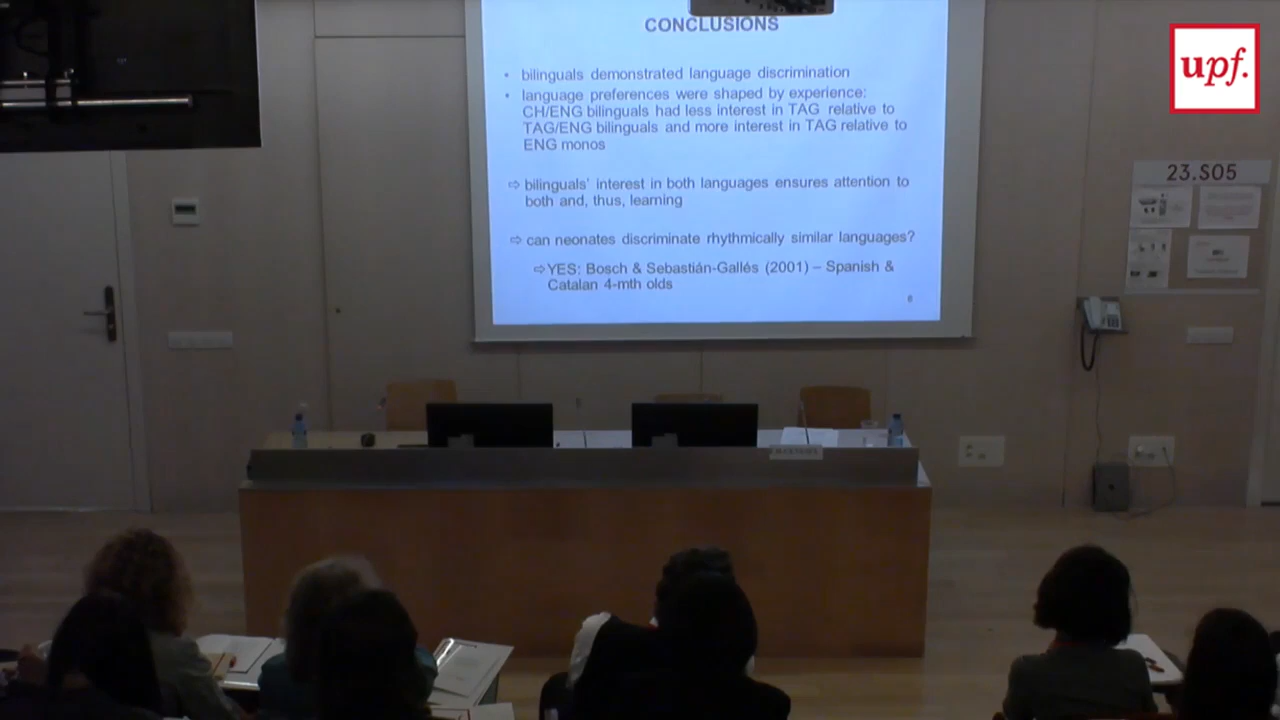 CONCLUSIONS
• bilinguals demonstrated language discrimination
• language preferences were shaped by experience:
CH/ENG bilinguals had less interest in TAG relative to
TAG/ENG bilinguals and more interest in TAG relative to
ENG monos
⇨ bilinguals' interest in both languages ensures attention to
both and, thus, learning
⇨ can neonates discriminate rhythmically similar languages?
⇨YES: Bosch & Sebastián-Gallés (2001) – Spanish &
Catalan 4-mth olds
6
upf.
23.S05